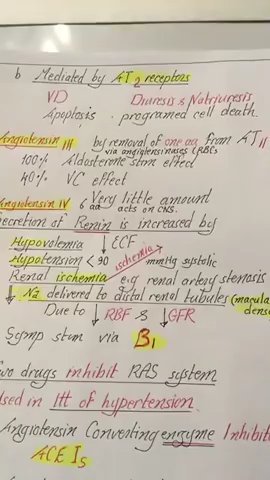 b Mediated by AT2 receptors
VD Diuresis & Natrjuresis
Apoptosis . programed cell death.
Angiotensin III by removal of one aa from AT II
via angiotensinases (RBCs
100% Aldosterone stim effect
40% VC effect
Angiotensin IV 6 aa Very little amount
acts on CNS.
Secretion of Renin is increased by
Hypovolemia ↓ ECF
Hypotension < 90 mmHg systolic
ischemia
Renal ischemia e.g renal artery stenosis
↓ Na delivered to distal renal tubules (macula
densa
Due to ↓ RBF & ↓ GFR
Symp stim via B1
Two drugs inhibit RAS system
Used in ttt of hypertension.
Angiotensin Converting enzyme Inhibit
ACE Is